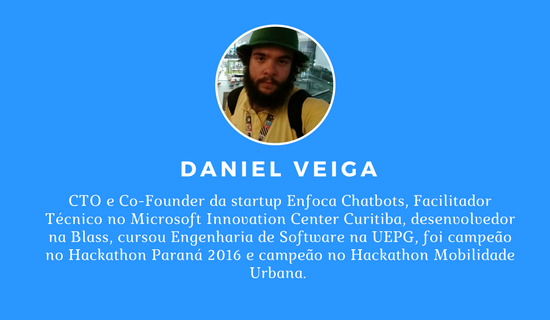 DANIEL VEIGA
CTO e Co-Founder da startup Enfoca Chatbots, Facilitador
Técnico no Microsoft Innovation Center Curitiba, desenvolvedor
na Blass, cursou Engenharia de Software na UEPG, foi campeão
no Hackathon Paraná 2016 e campeão no Hackathon Mobilidade
Urbana.